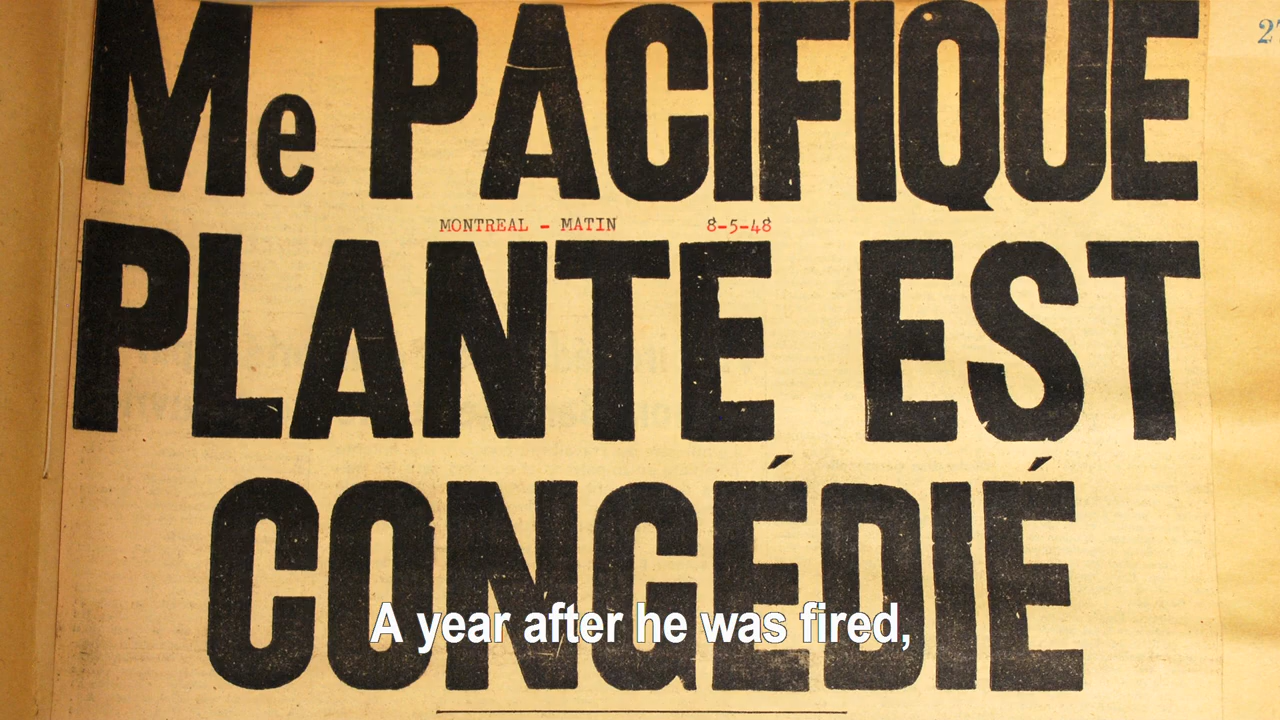 Me PACIFIQUE
MONTREAL - MATIN 8-5-48
PLANTE EST
CONGÉDIÉ
A year after he was fired,